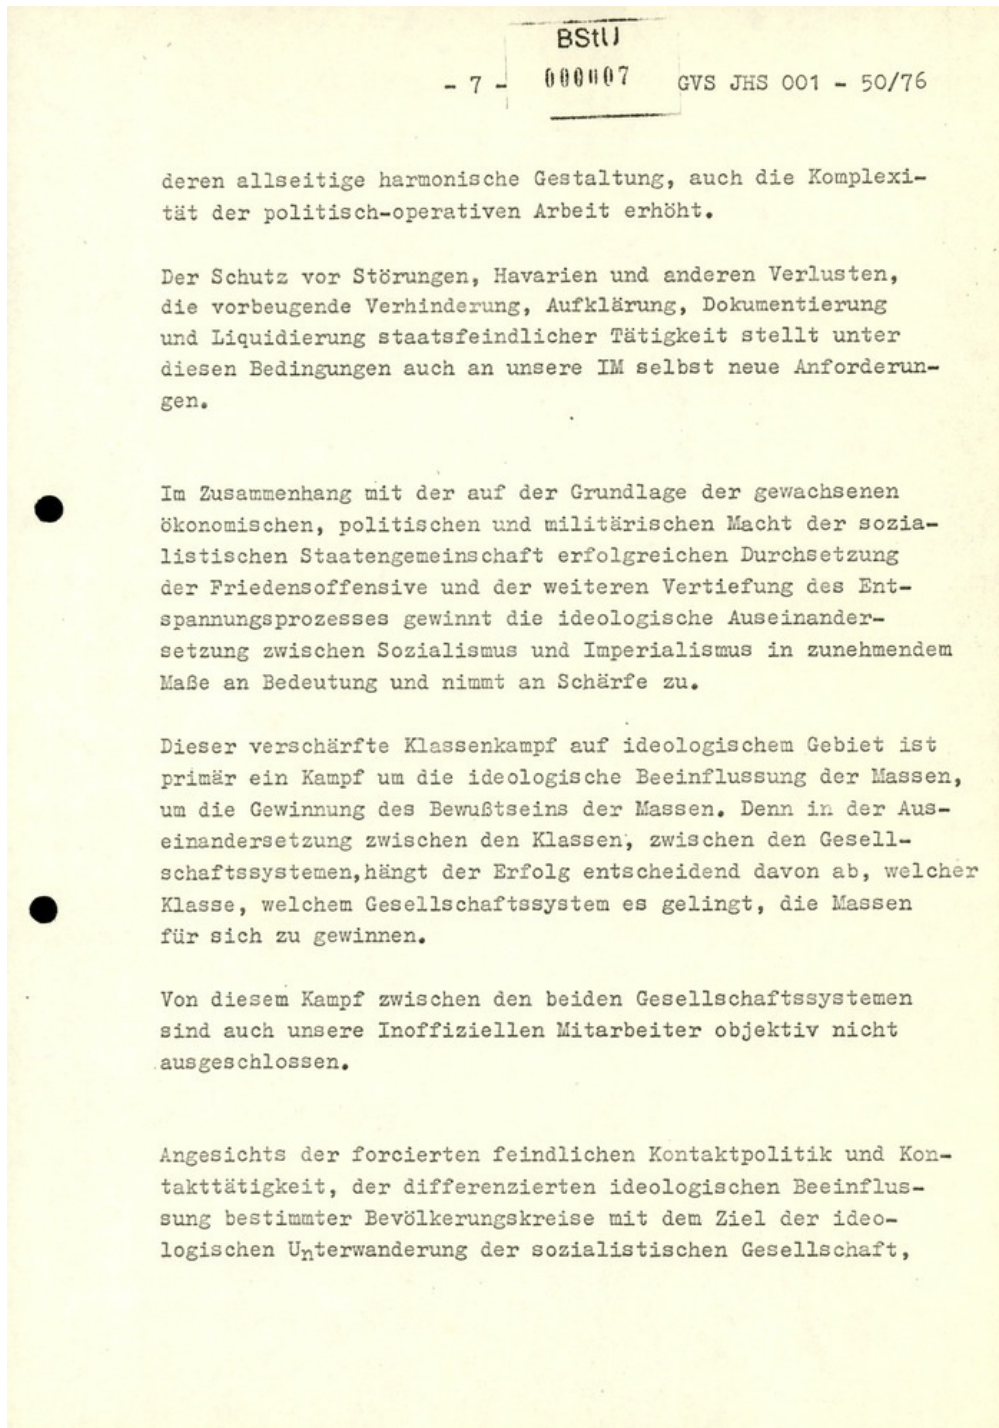 BStU
- 7 - 000007 GVS JHS 001 - 50/76
deren allseitige harmonische Gestaltung, auch die Komplexi-
tät der politisch-operativen Arbeit erhöht.
Der Schutz vor Störungen, Havarien und anderen Verlusten,
die vorbeugende Verhinderung, Aufklärung, Dokumentierung
und Liquidierung staatsfeindlicher Tätigkeit stellt unter
diesen Bedingungen auch an unsere IM selbst neue Anforderun-
gen.
Im Zusammenhang mit der auf der Grundlage der gewachsenen
ökonomischen, politischen und militärischen Macht der sozia-
listischen Staatengemeinschaft erfolgreichen Durchsetzung
der Friedensoffensive und der weiteren Vertiefung des Ent-
spannungsprozesses gewinnt die ideologische Auseinander-
setzung zwischen Sozialismus und Imperialismus in zunehmendem
Maße an Bedeutung und nimmt an Schärfe zu.
Dieser verschärfte Klassenkampf auf ideologischem Gebiet ist
primär ein Kampf um die ideologische Beeinflussung der Massen,
um die Gewinnung des Bewußtseins der Massen. Denn in der Aus-
einandersetzung zwischen den Klassen, zwischen den Gesell-
schaftssystemen,hängt der Erfolg entscheidend davon ab, welcher
Klasse, welchem Gesellschaftssystem es gelingt, die Massen
für sich zu gewinnen.
Von diesem Kampf zwischen den beiden Gesellschaftssystemen
sind auch unsere Inoffiziellen Mitarbeiter objektiv nicht
ausgeschlossen.
Angesichts der forcierten feindlichen Kontaktpolitik und Kon-
takttätigkeit, der differenzierten ideologischen Beeinflus-
sung bestimmter Bevölkerungskreise mit dem Ziel der ideo-
logischen Unterwanderung der sozialistischen Gesellschaft,